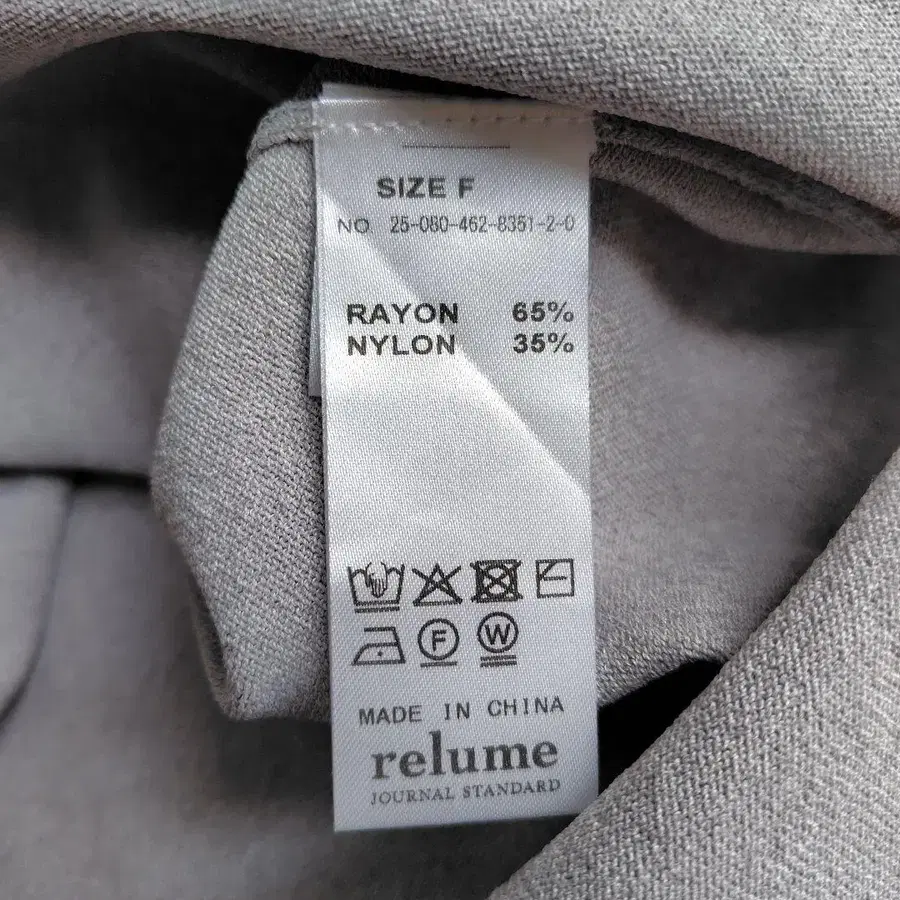 SIZE F
NO 25-080-462-8351-2-0
RAYON 65%
NYLON 35%
F W
MADE IN CHINA
relume
JOURNAL STANDARD